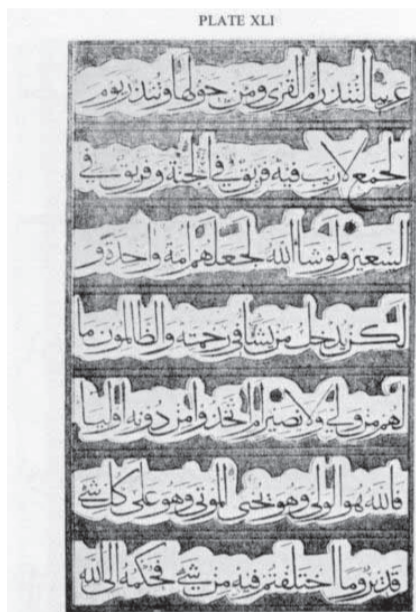 PLATE XLI
عربيا لتنذر ام القرى ومن حولها وتنذر يوم
الجمع لا ريب فيه فريق في الجنة وفريق في
السعير ولو شا الله لجعلهم امة واحدة و
لكن يدخل من يشا في رحمته والظالمون ما
لهم من ولي ولا نصير ام اتخذوا من دونه اوليا
فالله هو الولي وهو يحيى الموتى وهو على كل شي
قدير وما اختلفتم فيه من شي فحكمه الى الله